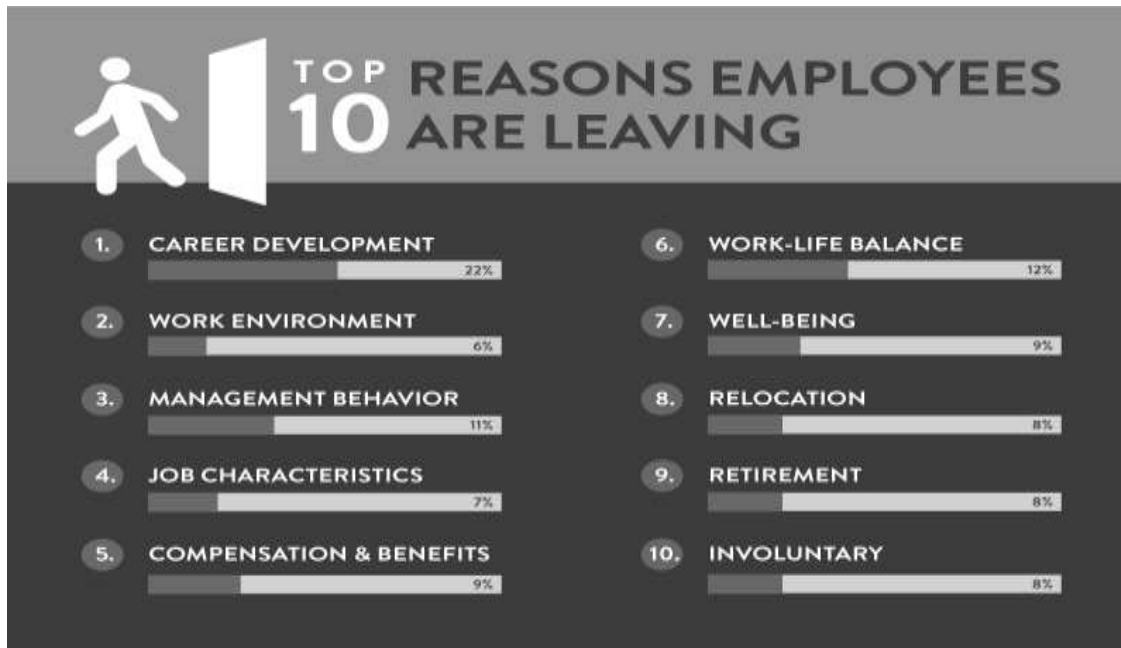 TOP
10
REASONS EMPLOYEES
ARE LEAVING
1. CAREER DEVELOPMENT
22%
2. WORK ENVIRONMENT
6%
3. MANAGEMENT BEHAVIOR
11%
4. JOB CHARACTERISTICS
7%
5. COMPENSATION & BENEFITS
9%
6. WORK-LIFE BALANCE
12%
7. WELL-BEING
9%
8. RELOCATION
8%
9. RETIREMENT
8%
10. INVOLUNTARY
8%